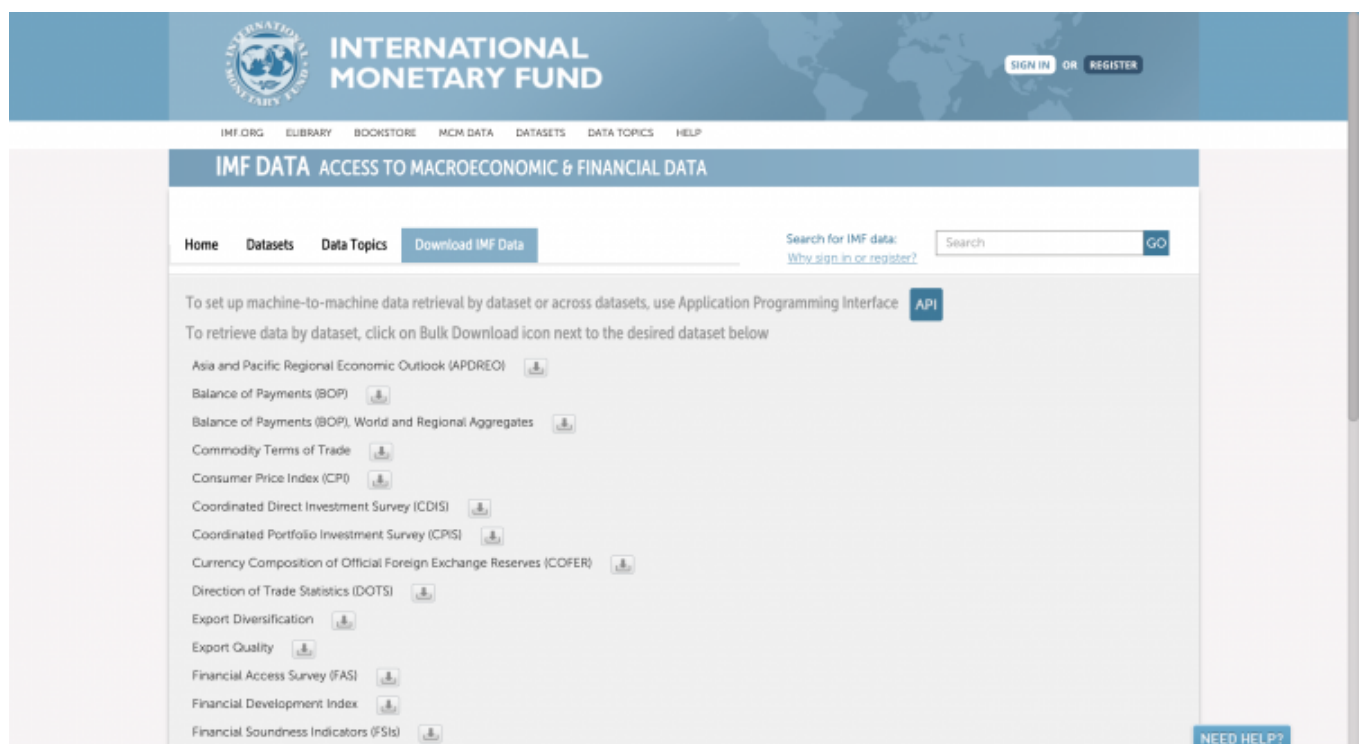 INTERNATIONAL
MONETARY FUND
INTERNATIONAL MONETARY FUND
SIGN IN OR REGISTER
IMF.ORG ELIBRARY BOOKSTORE MCM DATA DATASETS DATA TOPICS HELP
IMF DATA ACCESS TO MACROECONOMIC & FINANCIAL DATA
Home Datasets Data Topics Download IMF Data
Search for IMF data: Search GO
Why sign in or register?
To set up machine-to-machine data retrieval by dataset or across datasets, use Application Programming Interface API
To retrieve data by dataset, click on Bulk Download icon next to the desired dataset below
Asia and Pacific Regional Economic Outlook (APDREO)
Balance of Payments (BOP)
Balance of Payments (BOP), World and Regional Aggregates
Commodity Terms of Trade
Consumer Price Index (CPI)
Coordinated Direct Investment Survey (CDIS)
Coordinated Portfolio Investment Survey (CPIS)
Currency Composition of Official Foreign Exchange Reserves (COFER)
Direction of Trade Statistics (DOTS)
Export Diversification
Export Quality
Financial Access Survey (FAS)
Financial Development Index
Financial Soundness Indicators (FSIs)
NEED HELP?